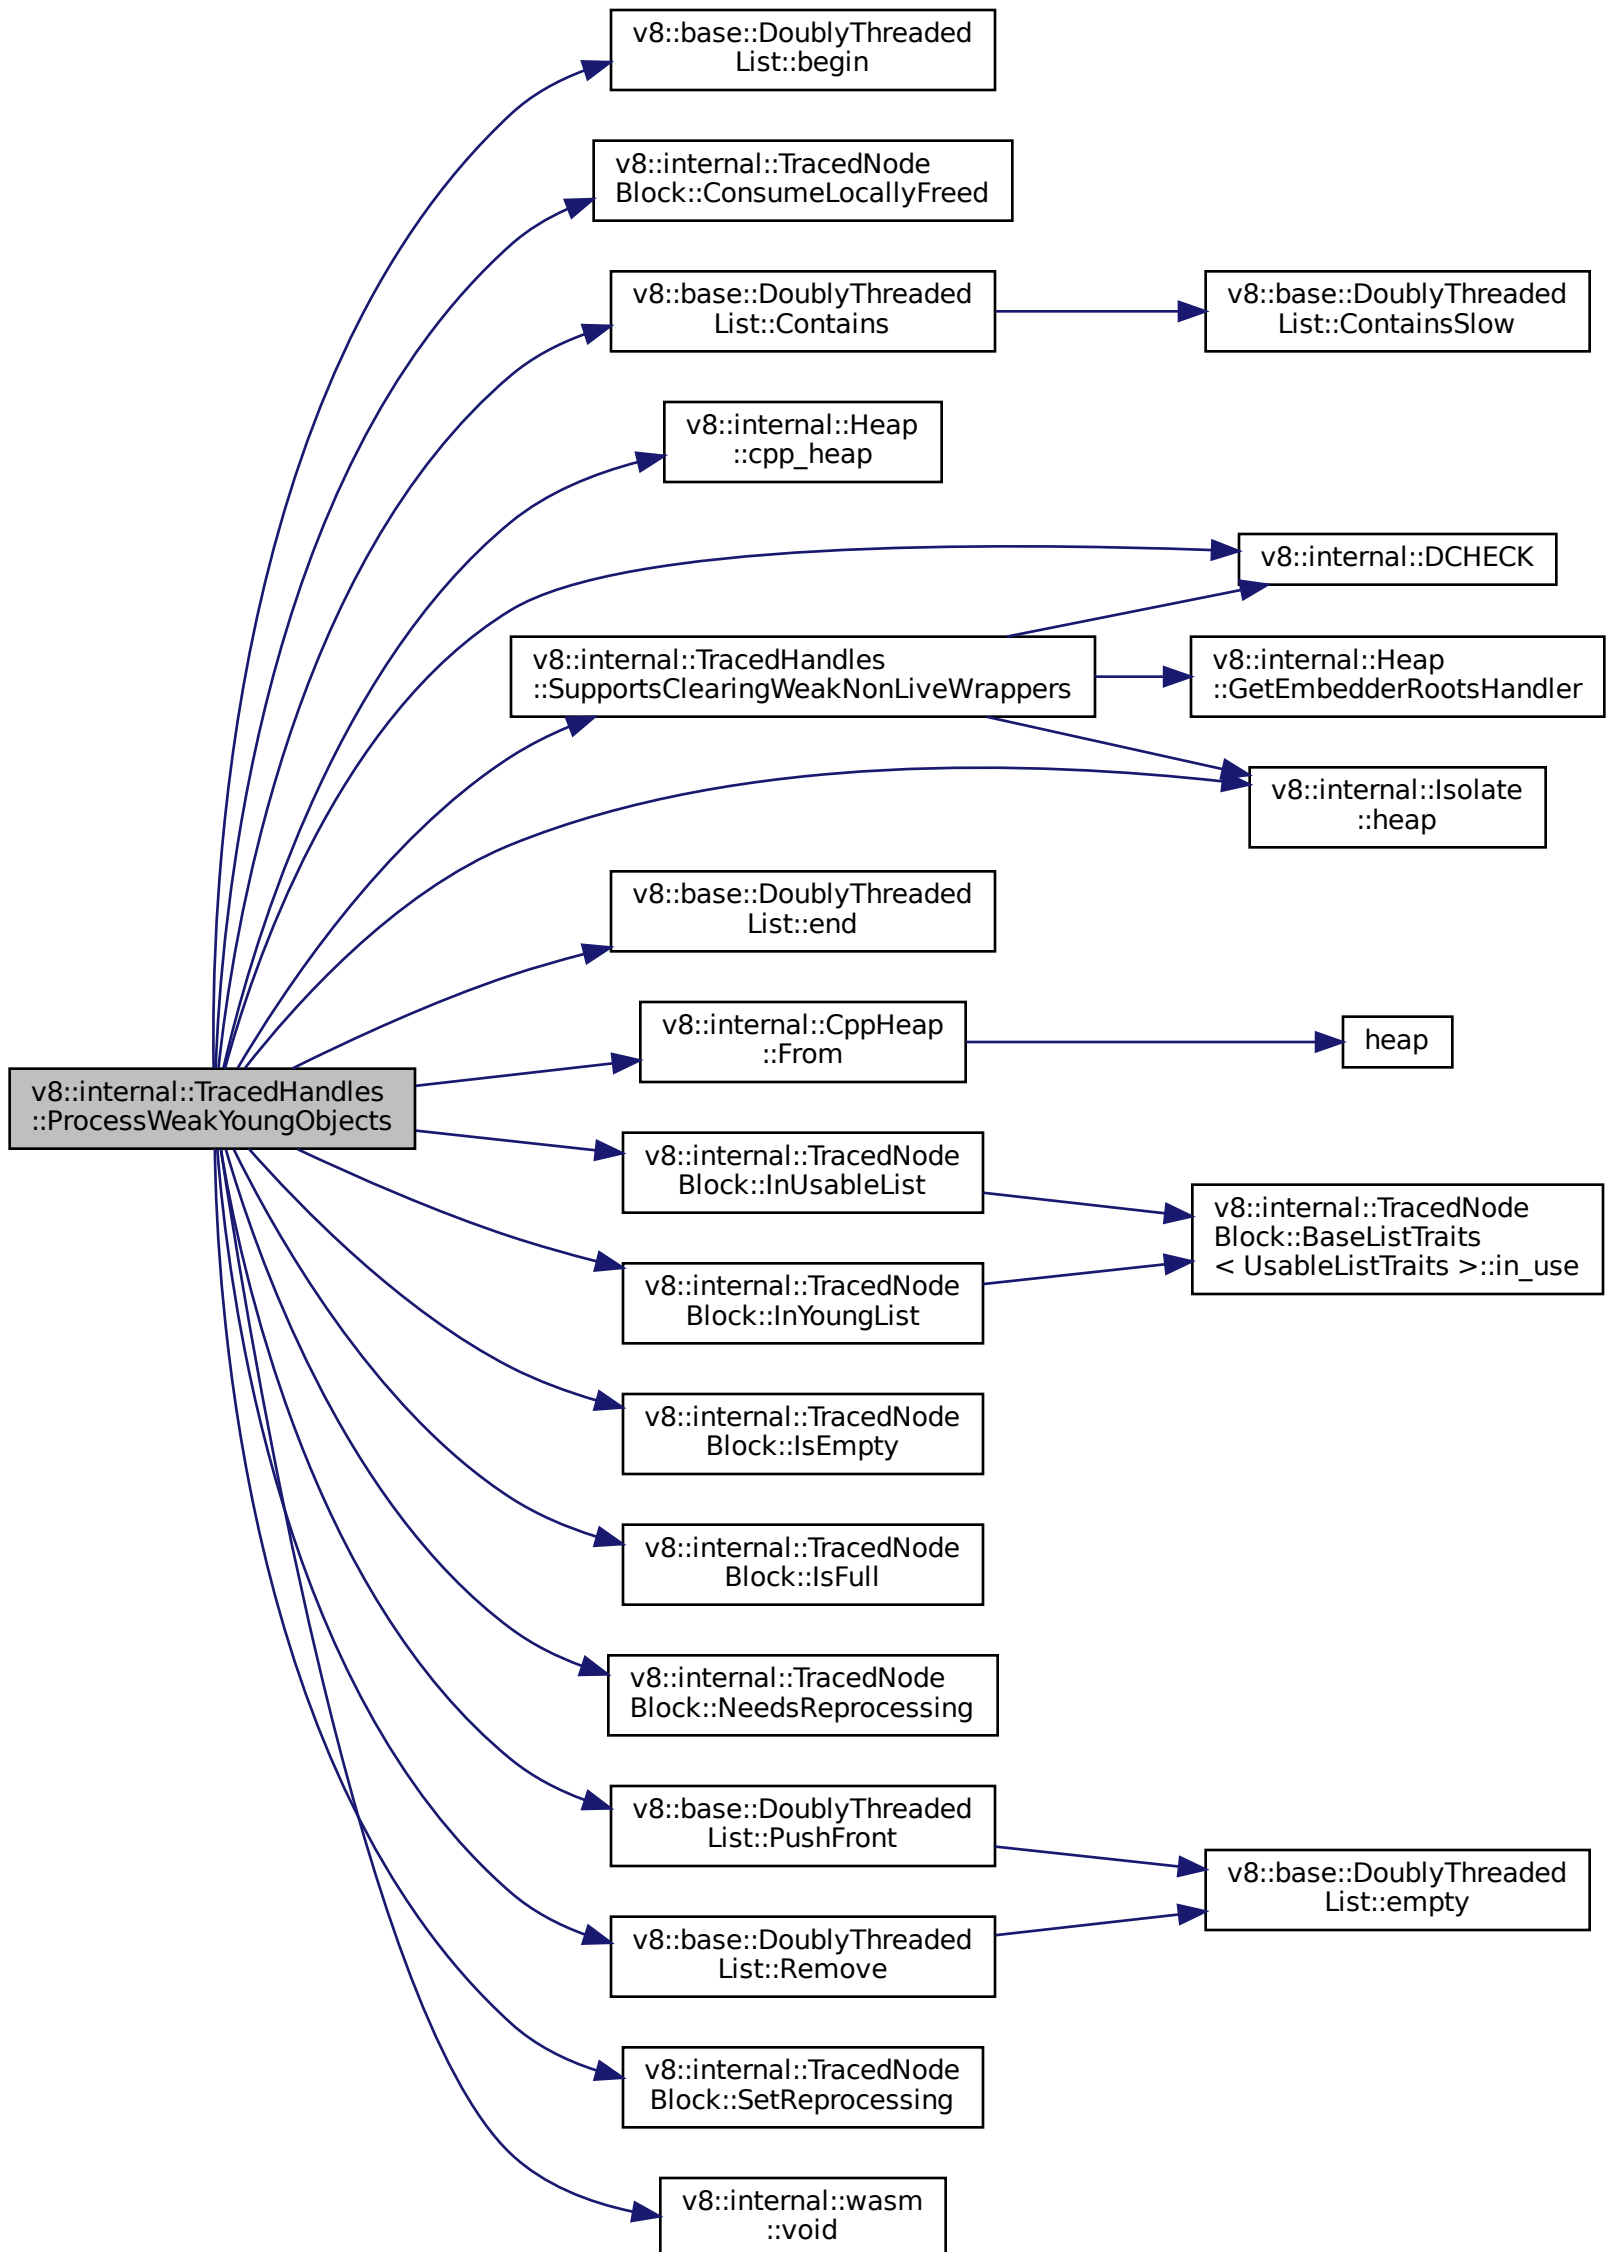 v8::base::DoublyThreaded
List::begin
v8::internal::TracedNode
Block::ConsumeLocallyFreed
v8::base::DoublyThreaded
List::Contains
v8::base::DoublyThreaded
List::ContainsSlow
v8::internal::Heap
::cpp_heap
v8::internal::DCHECK
v8::internal::TracedHandles
::SupportsClearingWeakNonLiveWrappers
v8::internal::Heap
::GetEmbedderRootsHandler
v8::internal::Isolate
::heap
v8::base::DoublyThreaded
List::end
v8::internal::CppHeap
::From
heap
v8::internal::TracedHandles
::ProcessWeakYoungObjects
v8::internal::TracedNode
Block::InUsableList
v8::internal::TracedNode
Block::BaseListTraits
< UsableListTraits >::in_use
v8::internal::TracedNode
Block::InYoungList
v8::internal::TracedNode
Block::IsEmpty
v8::internal::TracedNode
Block::IsFull
v8::internal::TracedNode
Block::NeedsReprocessing
v8::base::DoublyThreaded
List::PushFront
v8::base::DoublyThreaded
List::empty
v8::base::DoublyThreaded
List::Remove
v8::internal::TracedNode
Block::SetReprocessing
v8::internal::wasm
::void